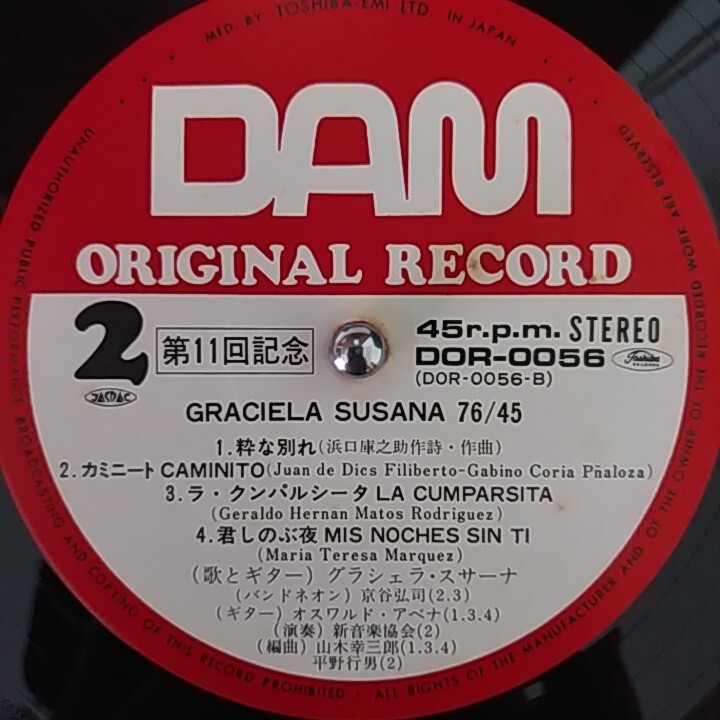 MFD BY TOSHIBA-EMI LTD. IN JAPAN
DAM
ORIGINAL RECORD
2 第11回記念 45r.p.m. STEREO
DOR-0056 Toshiba RECORDS
JASRAC (DOR-0056-B)
GRACIELA SUSANA 76/45
1.粋な別れ(浜口庫之助作詩・作曲)
2.カミニート CAMINITO(Juan de Dics Filiberto-Gabino Coria Pñaloza)
3.ラ・クンパルシータ LA CUMPARSITA
(Geraldo Hernan Matos Rodriguez)
4.君しのぶ夜 MIS NOCHES SIN TI
(Maria Teresa Marquez)
(歌とギター) グラシェラ・スサーナ
(バンドネオン) 京谷弘司(2.3)
(ギター) オスワルド・アベナ(1.3.4)
(演奏) 新音楽協会(2)
(編曲) 山木幸三郎(1.3.4)
平野行男(2)
UNAUTHORIZED PUBLIC PERFORMANCE BROADCASTING AND COPYING OF THIS RECORD PROHIBITED · ALL RIGHTS OF THE MANUFACTUER AND OF THE OWNER OF THE RECORDED WORK ARE RESERVED